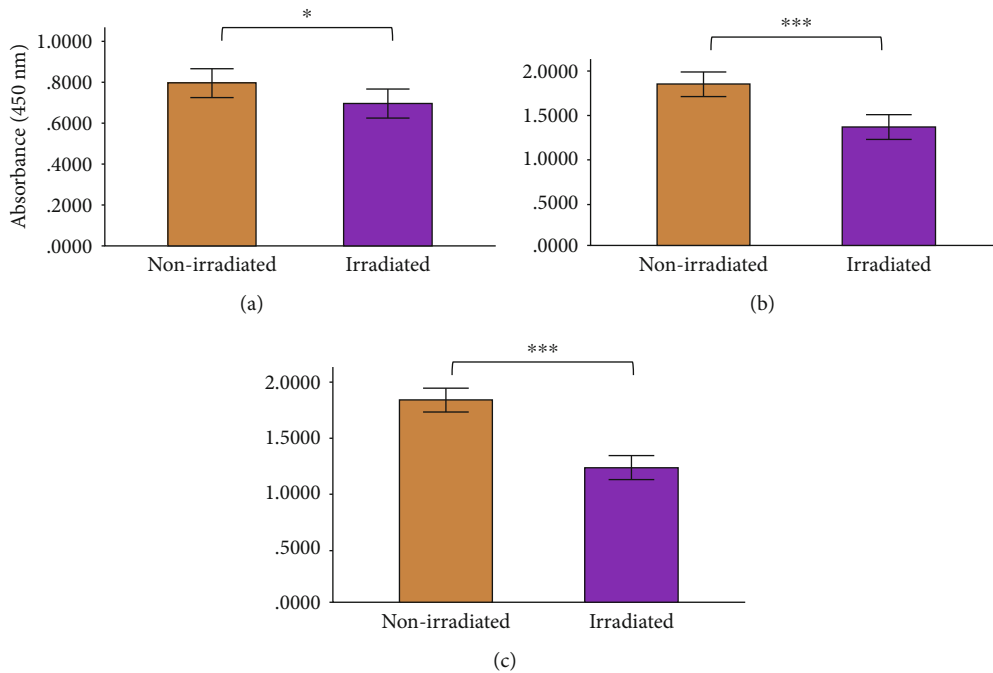 *
1.0000
.8000
.6000
.4000
.2000
.0000
Absorbance (450 nm)
Non-irradiated
Irradiated
(a)
***
2.0000
1.5000
1.0000
.5000
.0000
Non-irradiated
Irradiated
(b)
***
2.0000
1.5000
1.0000
.5000
.0000
Non-irradiated
Irradiated
(c)